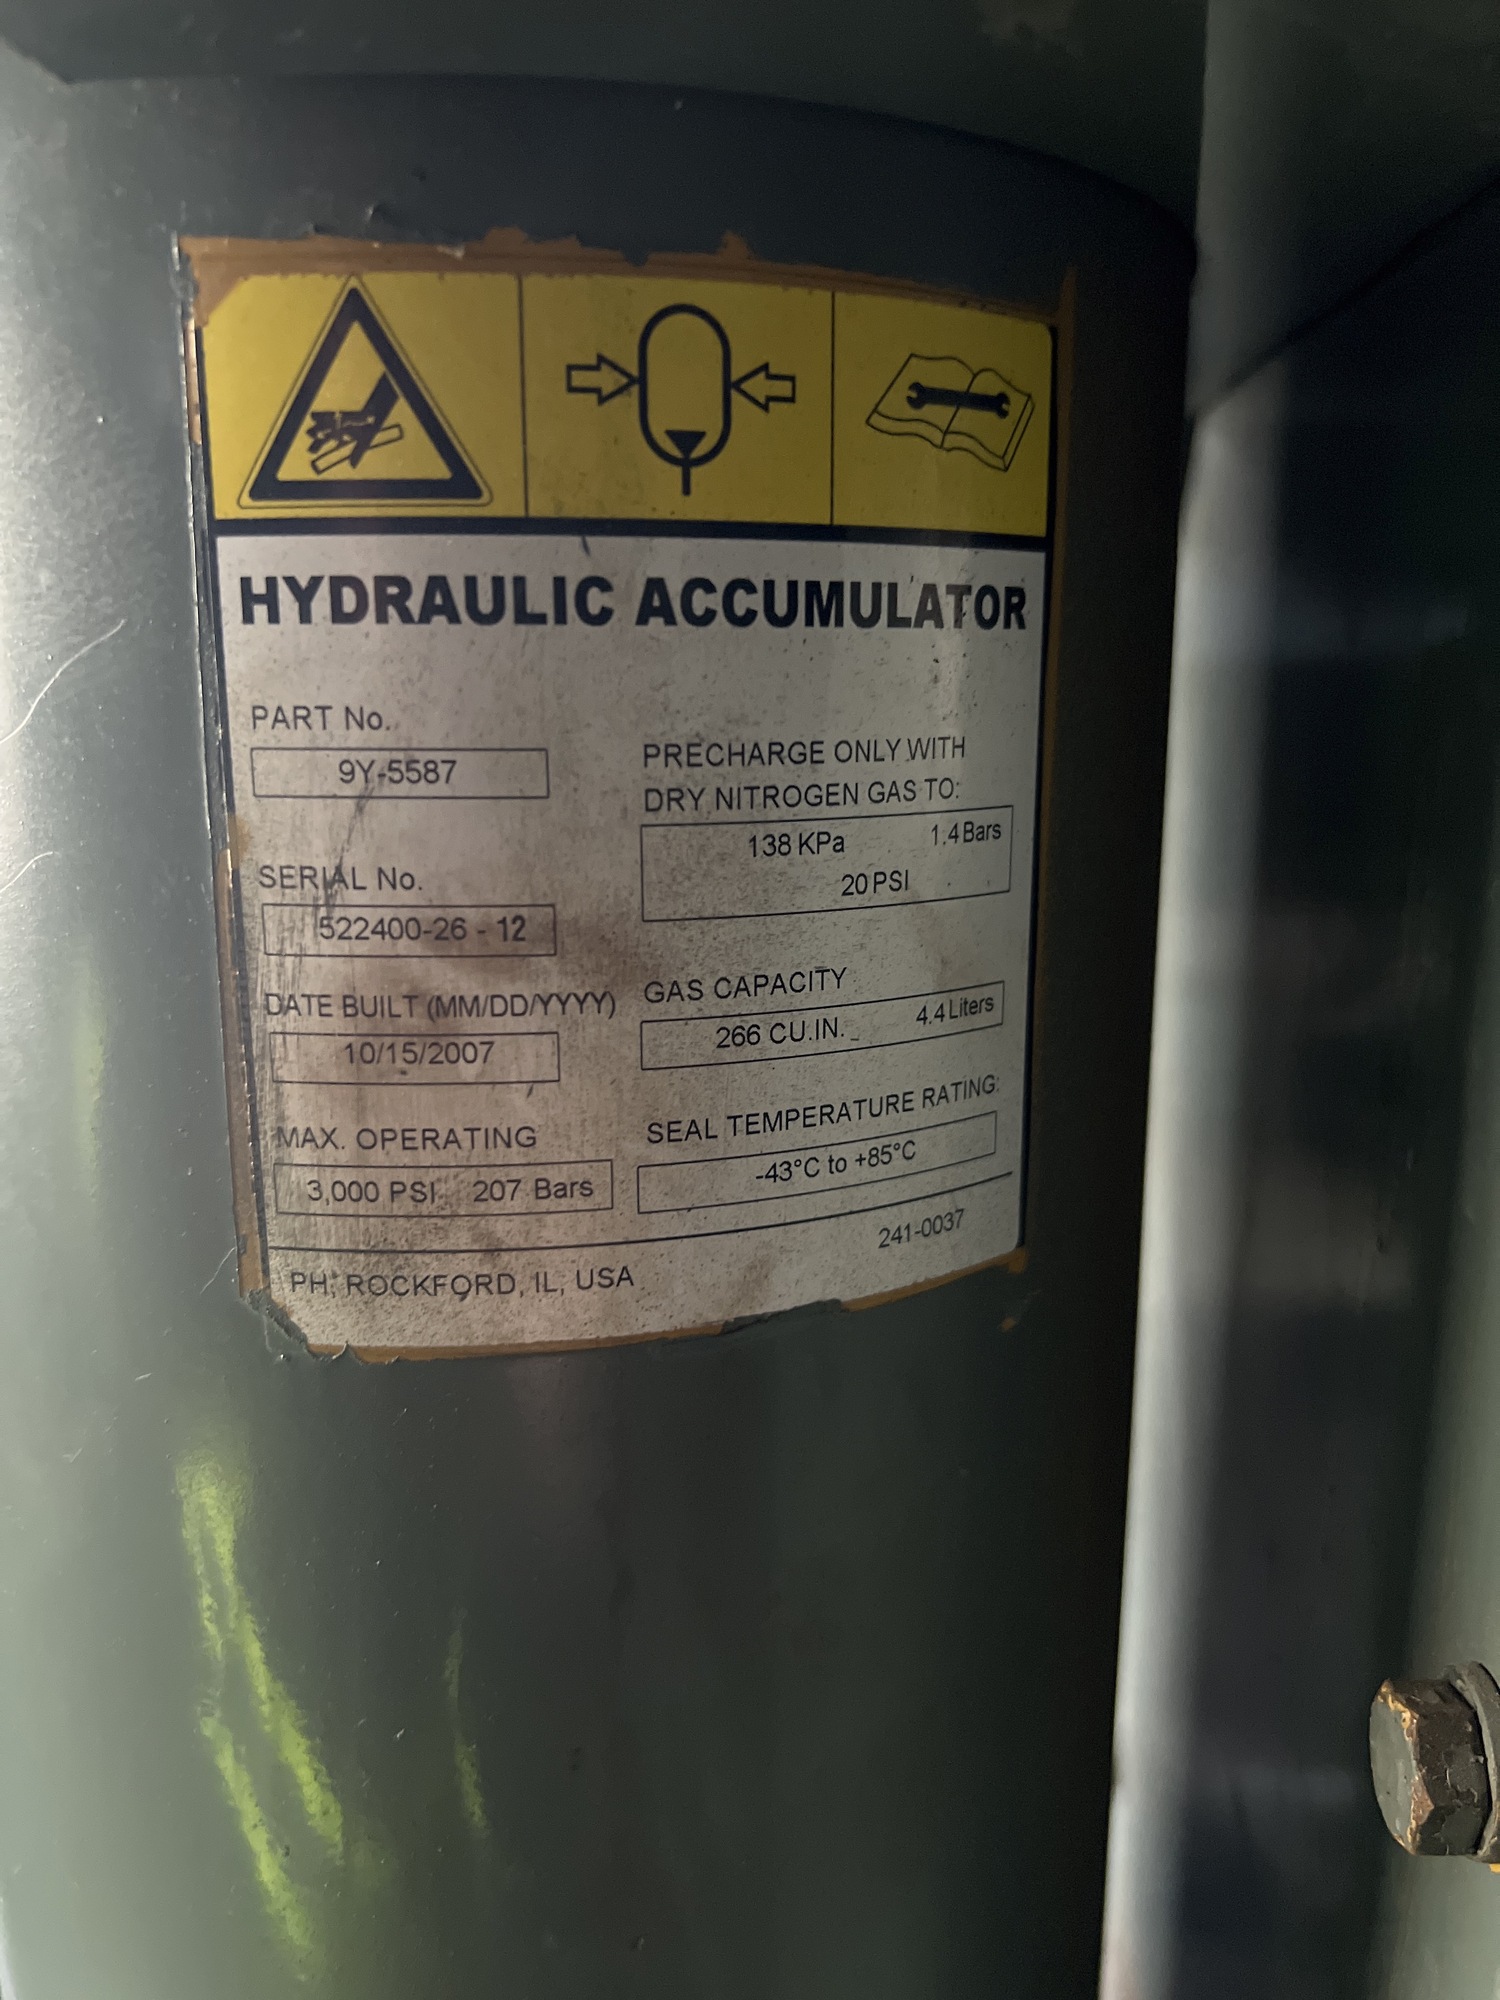 HYDRAULIC ACCUMULATOR
PART No.
9Y-5587
SERIAL No.
522400-26 - 12
DATE BUILT (MM/DD/YYYY)
10/15/2007
MAX. OPERATING
3,000 PSI 207 Bars
PRECHARGE ONLY WITH
DRY NITROGEN GAS TO:
138 KPa 1.4 Bars
20 PSI
GAS CAPACITY
266 CU.IN. 4.4 Liters
SEAL TEMPERATURE RATING:
-43°C to +85°C
241-0037
PH, ROCKFORD, IL, USA